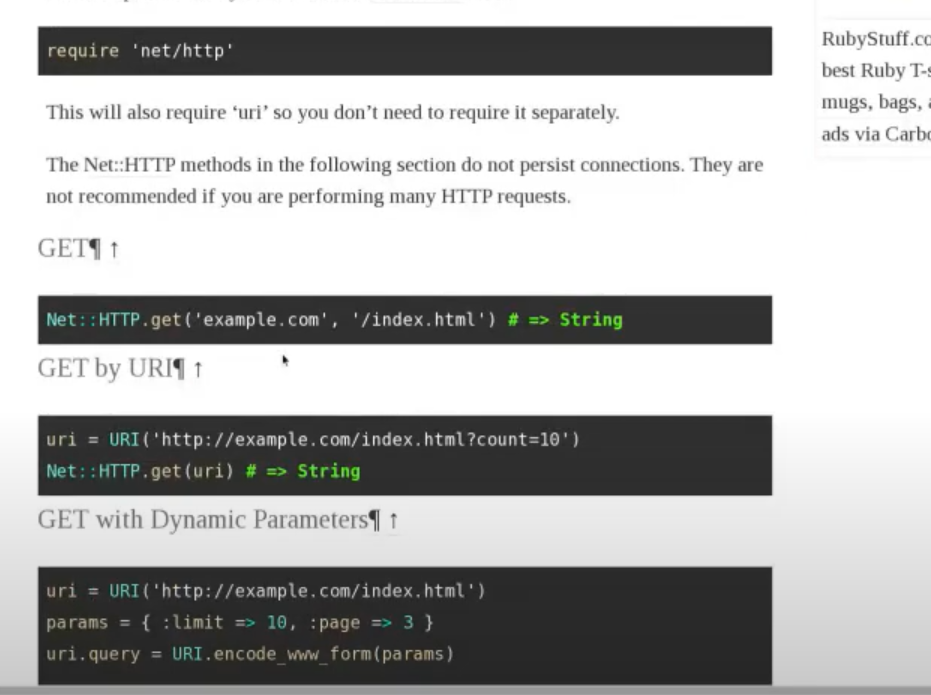 require 'net/http'
This will also require ‘uri’ so you don’t need to require it separately.
The Net::HTTP methods in the following section do not persist connections. They are
not recommended if you are performing many HTTP requests.
GET¶ ↑
Net::HTTP.get('example.com', '/index.html') # => String
GET by URI¶ ↑
uri = URI('http://example.com/index.html?count=10')
Net::HTTP.get(uri) # => String
GET with Dynamic Parameters¶ ↑
uri = URI('http://example.com/index.html')
params = { :limit => 10, :page => 3 }
uri.query = URI.encode_www_form(params)
RubyStuff.co
best Ruby T-s
mugs, bags, a
ads via Carbo